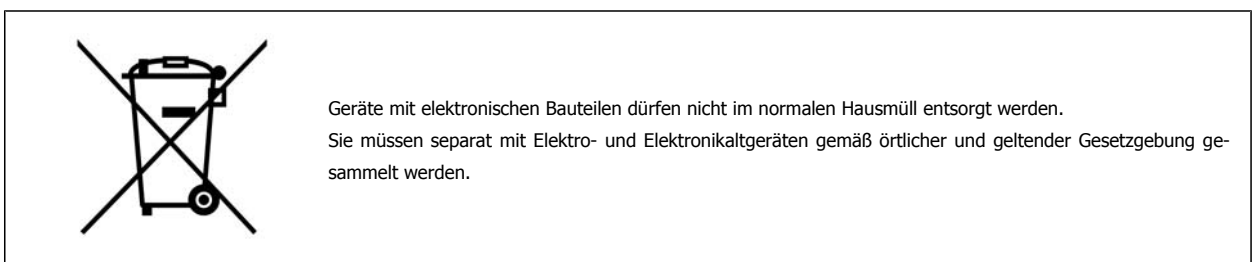 Geräte mit elektronischen Bauteilen dürfen nicht im normalen Hausmüll entsorgt werden.
Sie müssen separat mit Elektro- und Elektronikaltgeräten gemäß örtlicher und geltender Gesetzgebung ge-
sammelt werden.